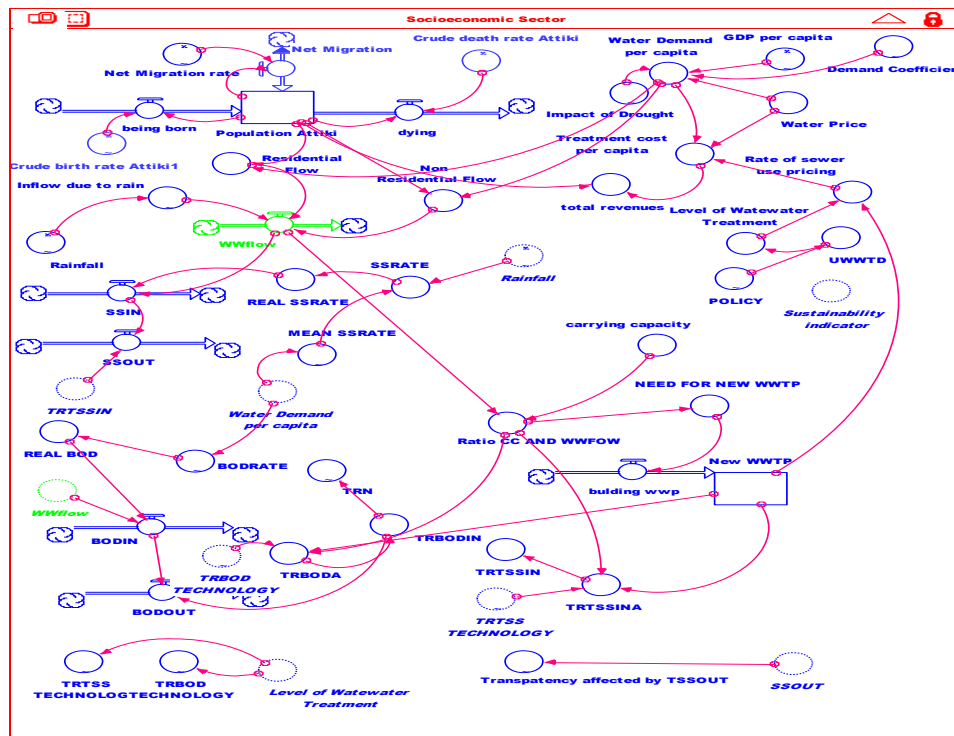 Socioeconomic Sector
Net Migration
Crude death rate Attiki
Water Demand
per capita
GDP per capita
Net Migration rate
Demand Coefficien
being born
Population Attiki
dying
Impact of Drought
Water Price
Treatment cost
per capita
Crude birth rate Attiki1
Residential
Flow
Non
Residential Flow
Rate of sewer
use pricing
Inflow due to rain
total revenues
Level of Watewater
Treatment
WWflow
Rainfall
UWWTD
SSRATE
Rainfall
REAL SSRATE
POLICY
SSIN
Sustainability
indicator
MEAN SSRATE
carrying capacity
SSOUT
TRTSSIN
Water Demand
per capita
NEED FOR NEW WWTP
REAL BOD
Ratio CC AND WWFOW
BODRATE
New WWTP
TRN
bulding wwp
WWflow
BODIN
TRBODIN
TRBOD
TECHNOLOGY
TRBODA
TRTSSIN
BODOUT
TRTSS
TECHNOLOGY
TRTSSINA
TRTSS
TECHNOLOG
TRBOD
TECHNOLOGY
Level of Watewater
Treatment
Transpatency affected by TSSOUT
SSOUT